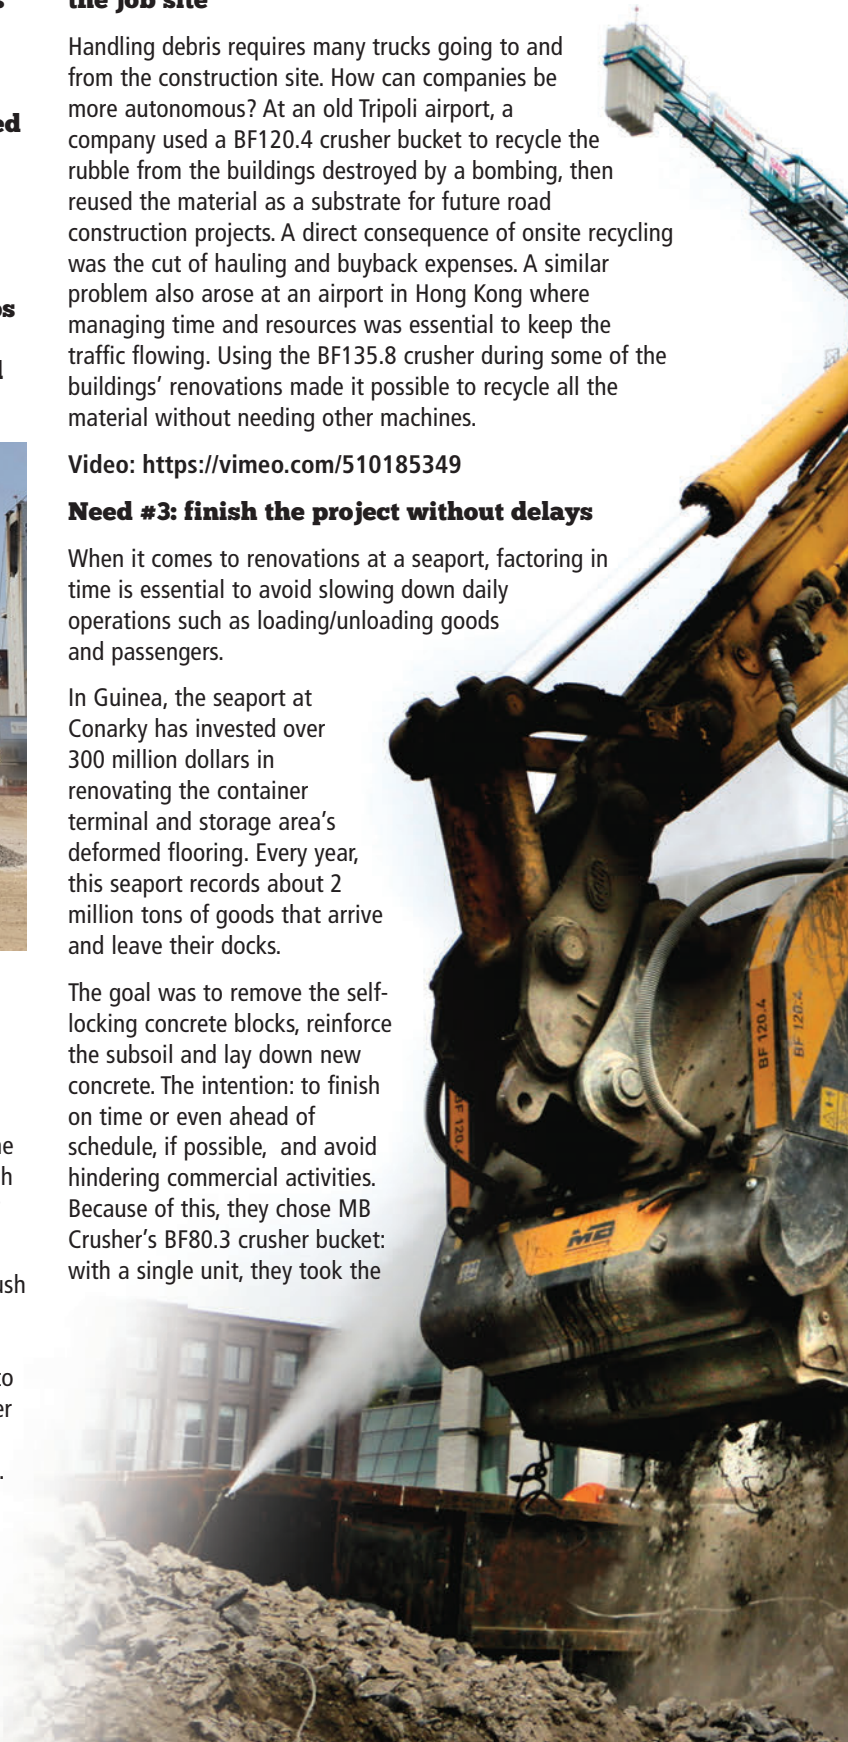 the job site
Handling debris requires many trucks going to and
from the construction site. How can companies be
more autonomous? At an old Tripoli airport, a
company used a BF120.4 crusher bucket to recycle the
rubble from the buildings destroyed by a bombing, then
reused the material as a substrate for future road
construction projects. A direct consequence of onsite recycling
was the cut of hauling and buyback expenses. A similar
problem also arose at an airport in Hong Kong where
managing time and resources was essential to keep the
traffic flowing. Using the BF135.8 crusher during some of the
buildings’ renovations made it possible to recycle all the
material without needing other machines.
Video: https://vimeo.com/510185349
Need #3: finish the project without delays
When it comes to renovations at a seaport, factoring in
time is essential to avoid slowing down daily
operations such as loading/unloading goods
and passengers.
In Guinea, the seaport at
Conarky has invested over
300 million dollars in
renovating the container
terminal and storage area’s
deformed flooring. Every year,
this seaport records about 2
million tons of goods that arrive
and leave their docks.
The goal was to remove the self-
locking concrete blocks, reinforce
the subsoil and lay down new
concrete. The intention: to finish
on time or even ahead of
schedule, if possible,  and avoid
hindering commercial activities.
Because of this, they chose MB
Crusher’s BF80.3 crusher bucket:
with a single unit, they took the
BF 120.4
BF 120.4
BF 120.4
MB